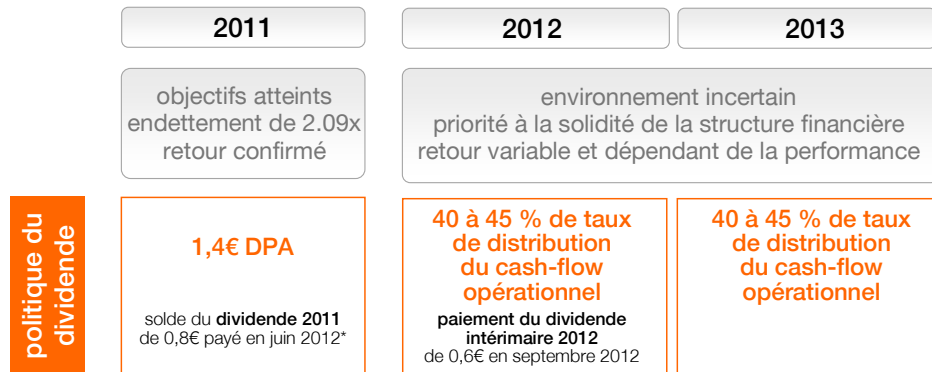 2011
2012
2013
objectifs atteints
endettement de 2.09x
retour confirmé
environnement incertain
priorité à la solidité de la structure financière
retour variable et dépendant de la performance
politique du
dividende
1,4€ DPA
solde du dividende 2011
de 0,8€ payé en juin 2012*
40 à 45 % de taux
de distribution
du cash-flow
opérationnel
paiement du dividende
intérimaire 2012
de 0,6€ en septembre 2012
40 à 45 % de taux
de distribution
du cash-flow
opérationnel